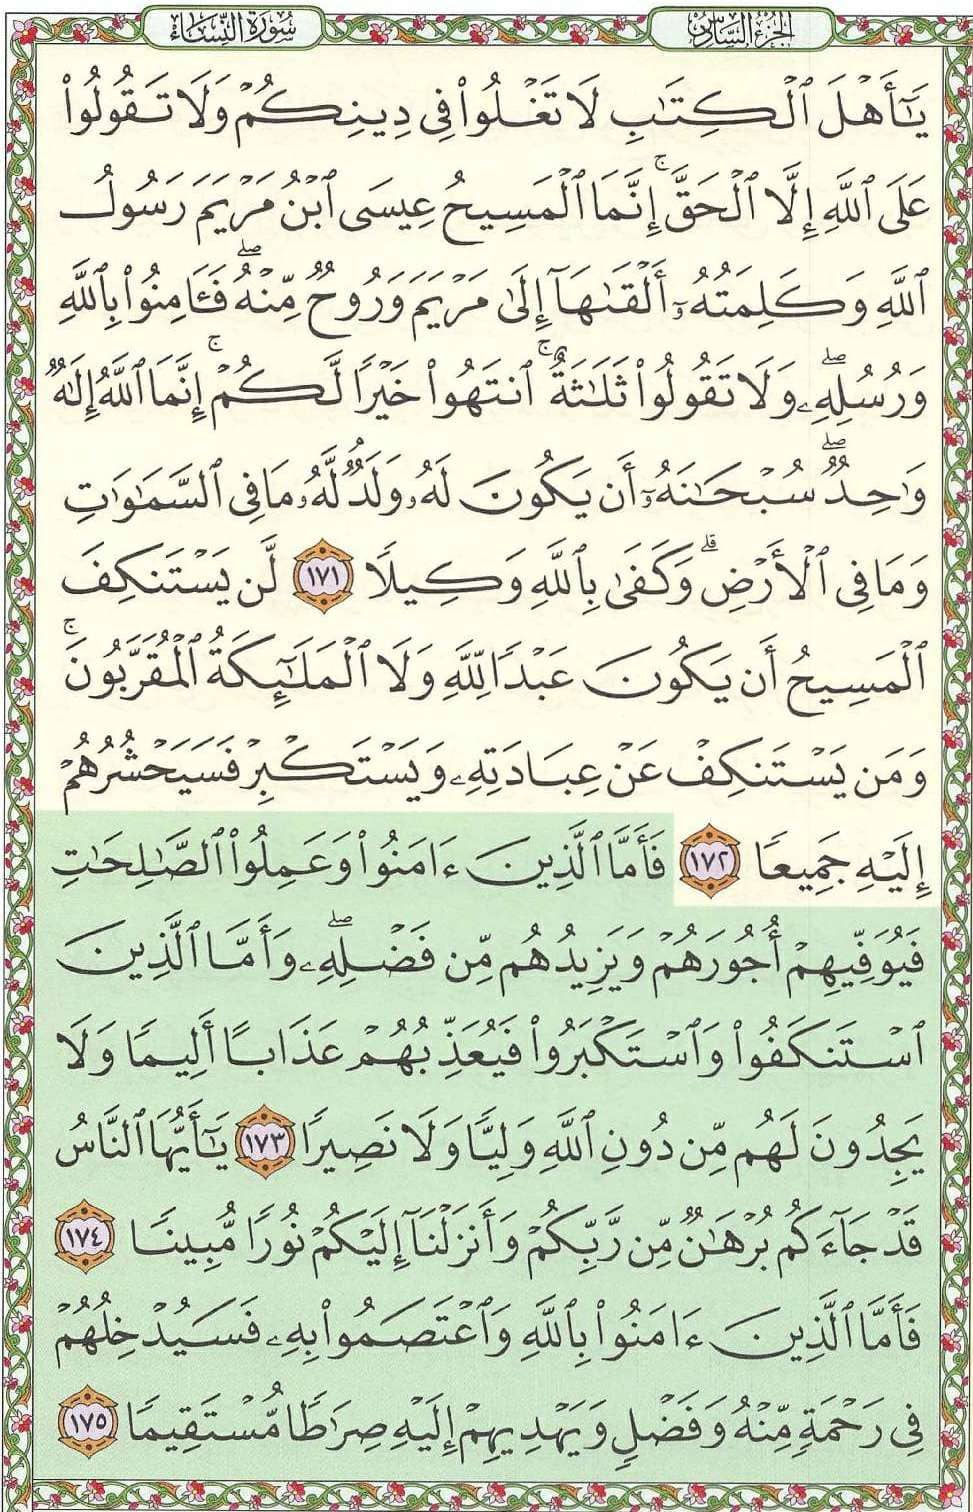 الجزء السادس
سورة النساء
يَٰٓأَهۡلَ ٱلۡكِتَٰبِ لَا تَغۡلُواْ فِي دِينِكُمۡ وَلَا تَقُولُواْ
عَلَى ٱللَّهِ إِلَّا ٱلۡحَقَّۚ إِنَّمَا ٱلۡمَسِيحُ عِيسَى ٱبۡنُ مَرۡيَمَ رَسُولُ
ٱللَّهِ وَكَلِمَتُهُۥٓ أَلۡقَىٰهَآ إِلَىٰ مَرۡيَمَ وَرُوحٞ مِّنۡهُۖ فَـَٔامِنُواْ بِٱللَّهِ
وَرُسُلِهِۦۖ وَلَا تَقُولُواْ ثَلَٰثَةٌۚ ٱنتَهُواْ خَيۡرٗا لَّكُمۡۚ إِنَّمَا ٱللَّهُ إِلَٰهٞ
وَٰحِدٞۖ سُبۡحَٰنَهُۥٓ أَن يَكُونَ لَهُۥ وَلَدٞۘ لَّهُۥ مَا فِي ٱلسَّمَٰوَٰتِ
وَمَا فِي ٱلۡأَرۡضِۗ وَكَفَىٰ بِٱللَّهِ وَكِيلٗا ١٧١ لَّن يَسۡتَنكِفَ
ٱلۡمَسِيحُ أَن يَكُونَ عَبۡدٗا لِّلَّهِ وَلَا ٱلۡمَلَٰٓئِكَةُ ٱلۡمُقَرَّبُونَۚ
وَمَن يَسۡتَنكِفۡ عَنۡ عِبَادَتِهِۦ وَيَسۡتَكۡبِرۡ فَسَيَحۡشُرُهُمۡ
إِلَيۡهِ جَمِيعٗا ١٧٢ فَأَمَّا ٱلَّذِينَ ءَامَنُواْ وَعَمِلُواْ ٱلصَّٰلِحَٰتِ
فَيُوَفِّيهِمۡ أُجُورَهُمۡ وَيَزِيدُهُم مِّن فَضۡلِهِۦۖ وَأَمَّا ٱلَّذِينَ
ٱسۡتَنكَفُواْ وَٱسۡتَكۡبَرُواْ فَيُعَذِّبُهُمۡ عَذَابًا أَلِيمٗا وَلَا
يَجِدُونَ لَهُم مِّن دُونِ ٱللَّهِ وَلِيّٗا وَلَا نَصِيرٗا ١٧٣ يَٰٓأَيُّهَا ٱلنَّاسُ
قَدۡ جَآءَكُم بُرۡهَٰنٞ مِّن رَّبِّكُمۡ وَأَنزَلۡنَآ إِلَيۡكُمۡ نُورٗا مُّبِينٗا ١٧٤
فَأَمَّا ٱلَّذِينَ ءَامَنُواْ بِٱللَّهِ وَٱعۡتَصَمُواْ بِهِۦ فَسَيُدۡخِلُهُمۡ
فِي رَحۡمَةٖ مِّنۡهُ وَفَضۡلٖ وَيَهۡدِيهِمۡ إِلَيۡهِ صِرَٰطٗا مُّسۡتَقِيمٗا ١٧٥